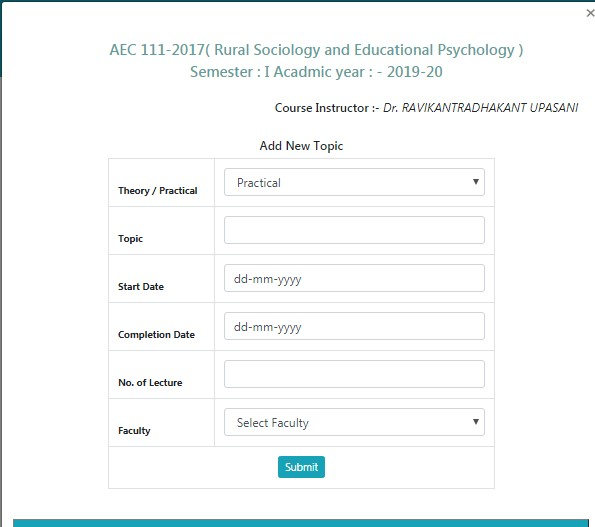 ×
AEC 111-2017( Rural Sociology and Educational Psychology )
Semester : I Acadmic year : - 2019-20
Course Instructor :- Dr. RAVIKANTRADHAKANT UPASANI
Add New Topic
Theory / Practical Practical
Topic
Start Date dd-mm-yyyy
Completion Date dd-mm-yyyy
No. of Lecture
Faculty Select Faculty
Submit